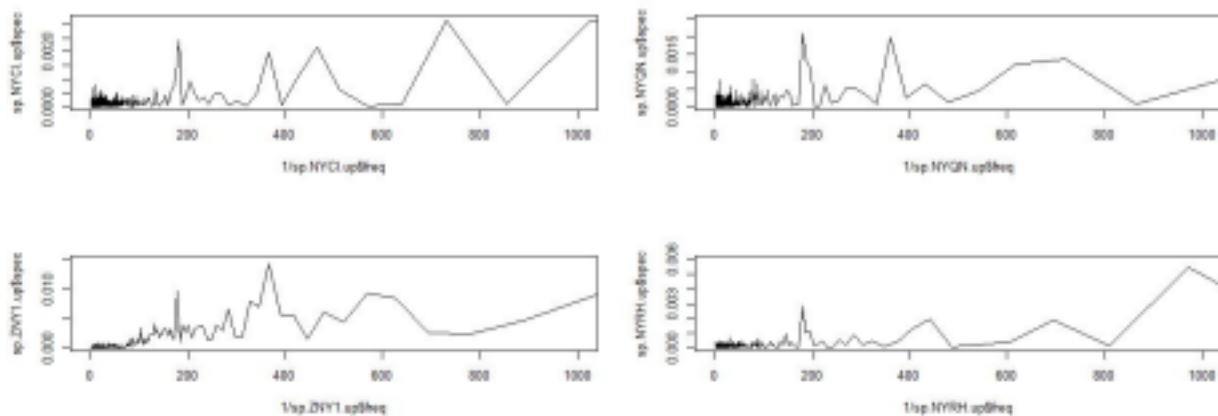 sp.NYCI.up$spec
0.0000 0.0020
0 200 400 600 800 1000
1/sp.NYCI.up$freq
sp.NYQN.up$spec
0.0000 0.0015
0 200 400 600 800 1000
1/sp.NYQN.up$freq
sp.ZNY1.up$spec
0.000 0.010
0 200 400 600 800 1000
1/sp.ZNY1.up$freq
sp.NYRH.up$spec
0.000 0.003 0.006
0 200 400 600 800 1000
1/sp.NYRH.up$freq